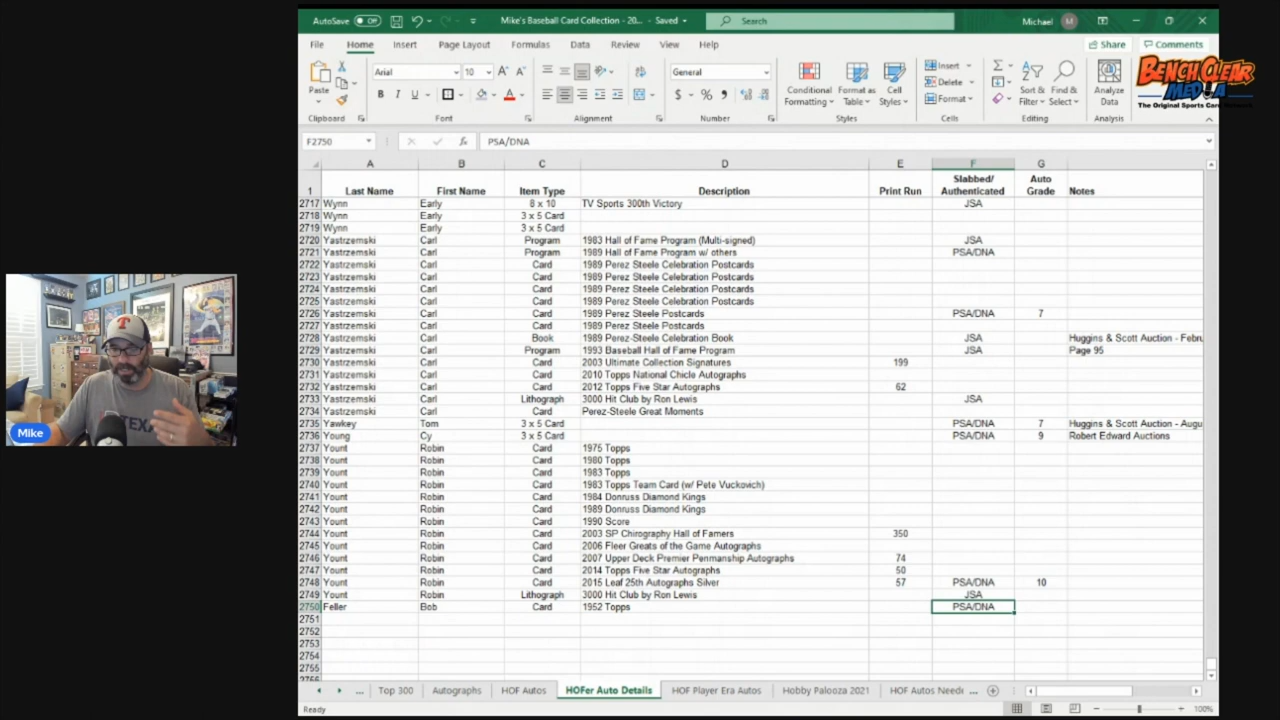 AutoSave Off Mike's Baseball Card Collection - 20... - Saved Search Michael M
File Home Insert Page Layout Formulas Data Review View Help Share Comments
BENCH CLEAR MEDIA
The Original Sports Card Network
Paste Arial 10 General Conditional Formatting Format as Table Cell Styles Insert Delete Format Sort & Filter Find & Select Analyze Data
Clipboard Font Alignment Number Styles Cells Editing Analysis
F2750 fx PSA/DNA
A B C D E F G
1 Last Name First Name Item Type Description Print Run Slabbed/ Authenticated Auto Grade Notes
2717 Wynn Early 8 x 10 TV Sports 300th Victory JSA
2718 Wynn Early 3 x 5 Card
2719 Wynn Early 3 x 5 Card
2720 Yastrzemski Carl Program 1983 Hall of Fame Program (Multi-signed) JSA
2721 Yastrzemski Carl Program 1989 Hall of Fame Program w/ others PSA/DNA
2722 Yastrzemski Carl Card 1989 Perez Steele Celebration Postcards
2723 Yastrzemski Carl Card 1989 Perez Steele Celebration Postcards
2724 Yastrzemski Carl Card 1989 Perez Steele Celebration Postcards
2725 Yastrzemski Carl Card 1989 Perez Steele Celebration Postcards
2726 Yastrzemski Carl Card 1989 Perez Steele Postcards PSA/DNA 7
2727 Yastrzemski Carl Card 1989 Perez Steele Postcards
2728 Yastrzemski Carl Book 1989 Perez-Steele Celebration Book JSA Huggins & Scott Auction - Febru
2729 Yastrzemski Carl Program 1993 Baseball Hall of Fame Program JSA Page 95
2730 Yastrzemski Carl Card 2003 Ultimate Collection Signatures 199
2731 Yastrzemski Carl Card 2010 Topps National Chicle Autographs
2732 Yastrzemski Carl Card 2012 Topps Five Star Autographs 62
2733 Yastrzemski Carl Lithograph 3000 Hit Club by Ron Lewis JSA
2734 Yastrzemski Carl Card Perez-Steele Great Moments
2735 Yawkey Tom 3 x 5 Card PSA/DNA 7 Huggins & Scott Auction - Augu
2736 Young Cy 3 x 5 Card PSA/DNA 9 Robert Edward Auctions
2737 Yount Robin Card 1975 Topps
2738 Yount Robin Card 1980 Topps
2739 Yount Robin Card 1983 Topps
2740 Yount Robin Card 1983 Topps Team Card (w/ Pete Vuckovich)
2741 Yount Robin Card 1984 Donruss Diamond Kings
2742 Yount Robin Card 1989 Donruss Diamond Kings
2743 Yount Robin Card 1990 Score
2744 Yount Robin Card 2003 SP Chirography Hall of Famers 350
2745 Yount Robin Card 2006 Fleer Greats of the Game Autographs
2746 Yount Robin Card 2007 Upper Deck Premier Penmanship Autographs 74
2747 Yount Robin Card 2014 Topps Five Star Autographs 50
2748 Yount Robin Card 2015 Leaf 25th Autographs Silver 57 PSA/DNA 10
2749 Yount Robin Lithograph 3000 Hit Club by Ron Lewis JSA
2750 Feller Bob Card 1952 Topps PSA/DNA
2751
2752
2753
2754
2755
Mike
... Top 300 Autographs HOF Autos HOFer Auto Details HOF Player Era Autos Hobby Palooza 2021 HOF Autos Neede ...
Ready 100%